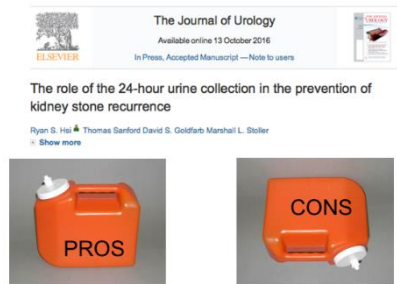 The Journal of Urology
Available online 13 October 2016
ELSEVIER
In Press, Accepted Manuscript — Note to users
The role of the 24-hour urine collection in the prevention of
kidney stone recurrence
Ryan S. Hsi Thomas Sanford David S. Goldfarb Marshall L. Stoller
Show more
PROS
CONS